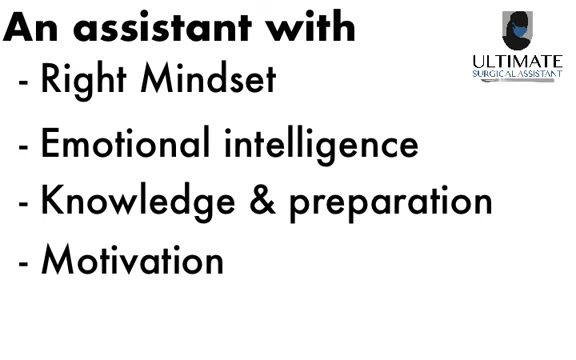 An assistant with
- Right Mindset
- Emotional intelligence
- Knowledge & preparation
- Motivation
ULTIMATE
SURGICAL ASSISTANT